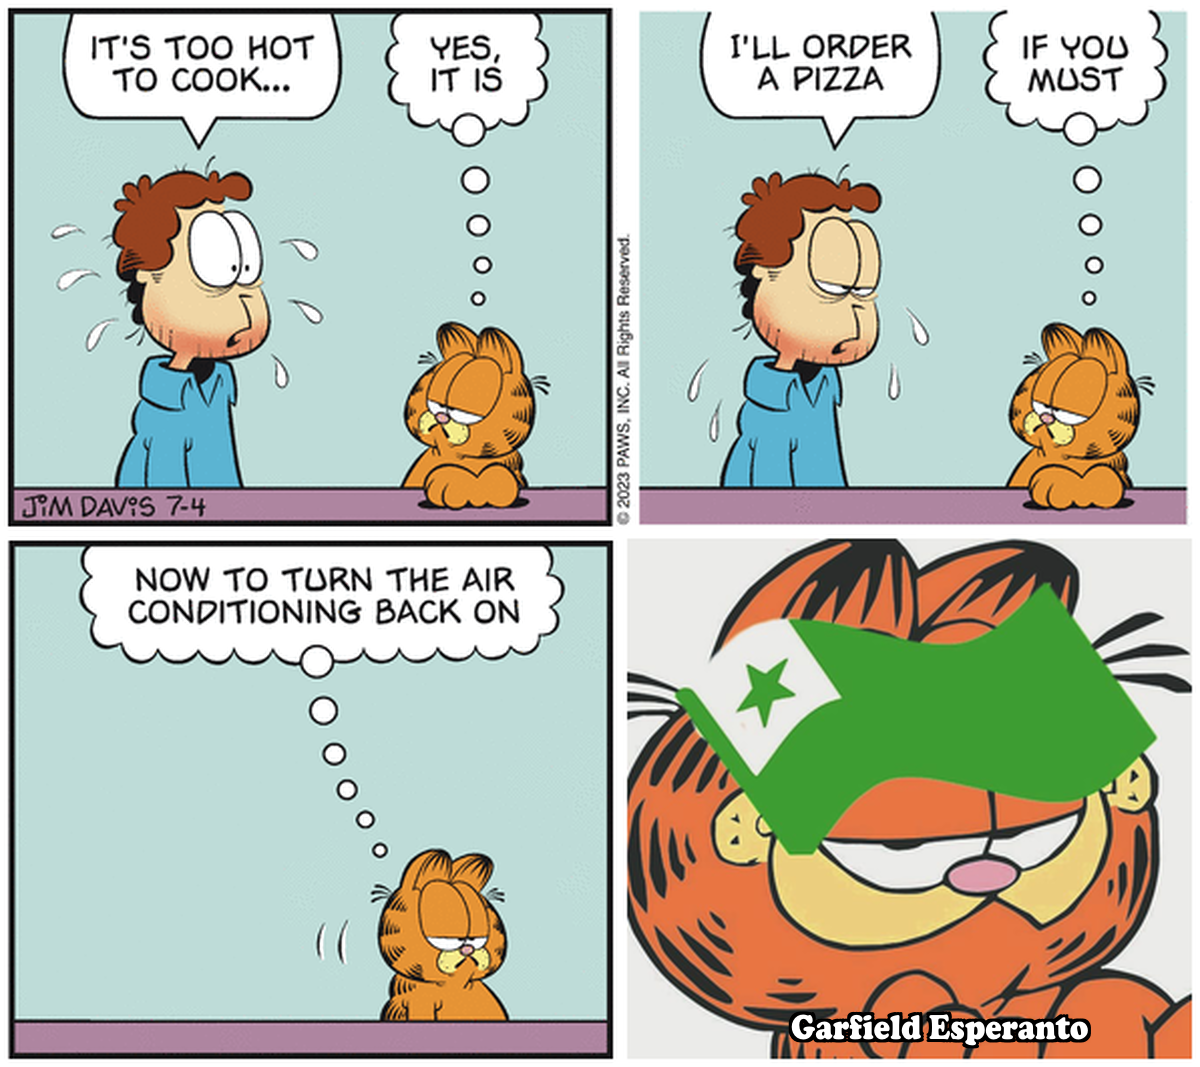 IT'S TOO HOT
TO COOK...
YES,
IT IS
I'LL ORDER
A PIZZA
IF YOU
MUST
JIM DAVIS 7-4
© 2023 PAWS, INC. All Rights Reserved.
NOW TO TURN THE AIR
CONDITIONING BACK ON
Garfield Esperanto